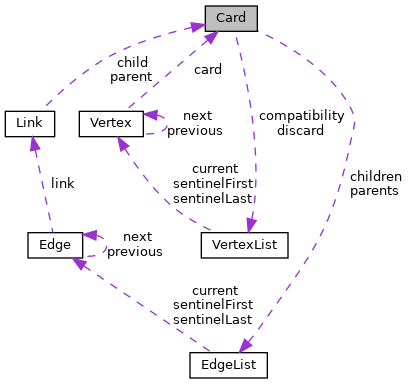 Card
child
parent
card
Link
Vertex
next
previous
compatibility
discard
children
parents
link
current
sentinelFirst
sentinelLast
Edge
next
previous
VertexList
current
sentinelFirst
sentinelLast
EdgeList